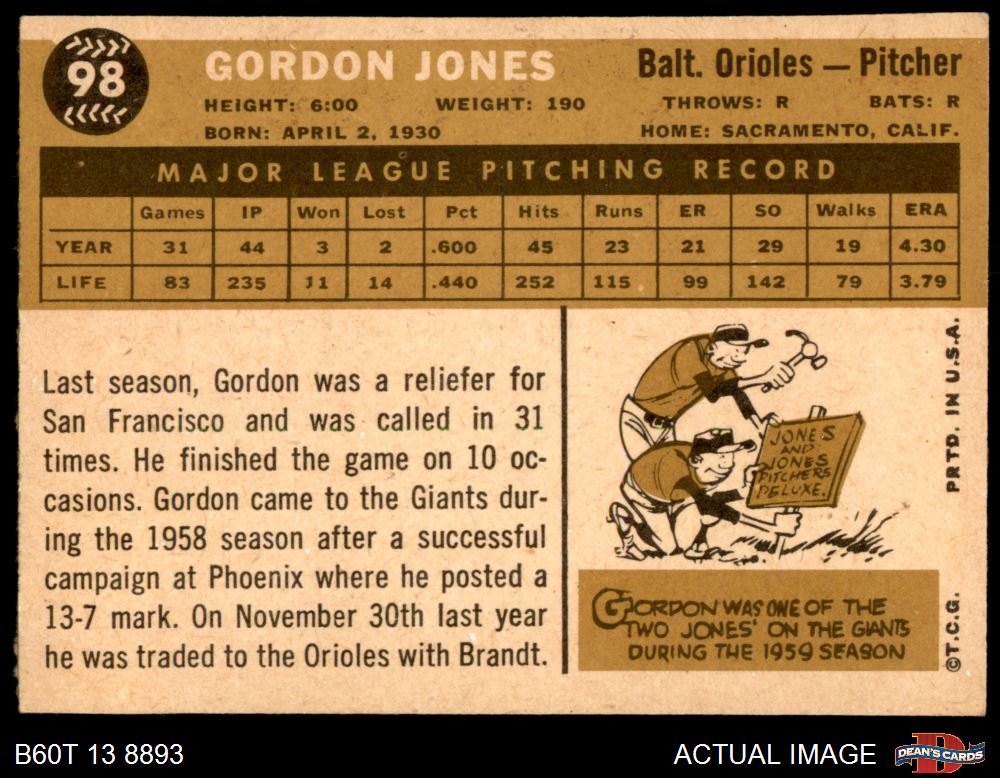 98
GORDON JONES
Balt. Orioles — Pitcher
HEIGHT: 6:00 WEIGHT: 190 THROWS: R BATS: R
BORN: APRIL 2, 1930 HOME: SACRAMENTO, CALIF.
MAJOR LEAGUE PITCHING RECORD
Games IP Won Lost Pct Hits Runs ER SO Walks ERA
YEAR 31 44 3 2 .600 45 23 21 29 19 4.30
LIFE 83 235 11 14 .440 252 115 99 142 79 3.79
Last season, Gordon was a reliefer for
San Francisco and was called in 31
times. He finished the game on 10 oc-
casions. Gordon came to the Giants dur-
ing the 1958 season after a successful
campaign at Phoenix where he posted a
13-7 mark. On November 30th last year
he was traded to the Orioles with Brandt.
JONES
AND
JONES
PITCHERS
DELUXE.
GORDON WAS ONE OF THE
TWO JONES' ON THE GIANTS
DURING THE 1959 SEASON
©T.C.G. PRTD. IN U.S.A.
B60T 13 8893
ACTUAL IMAGE
D
DEAN'S CARDS